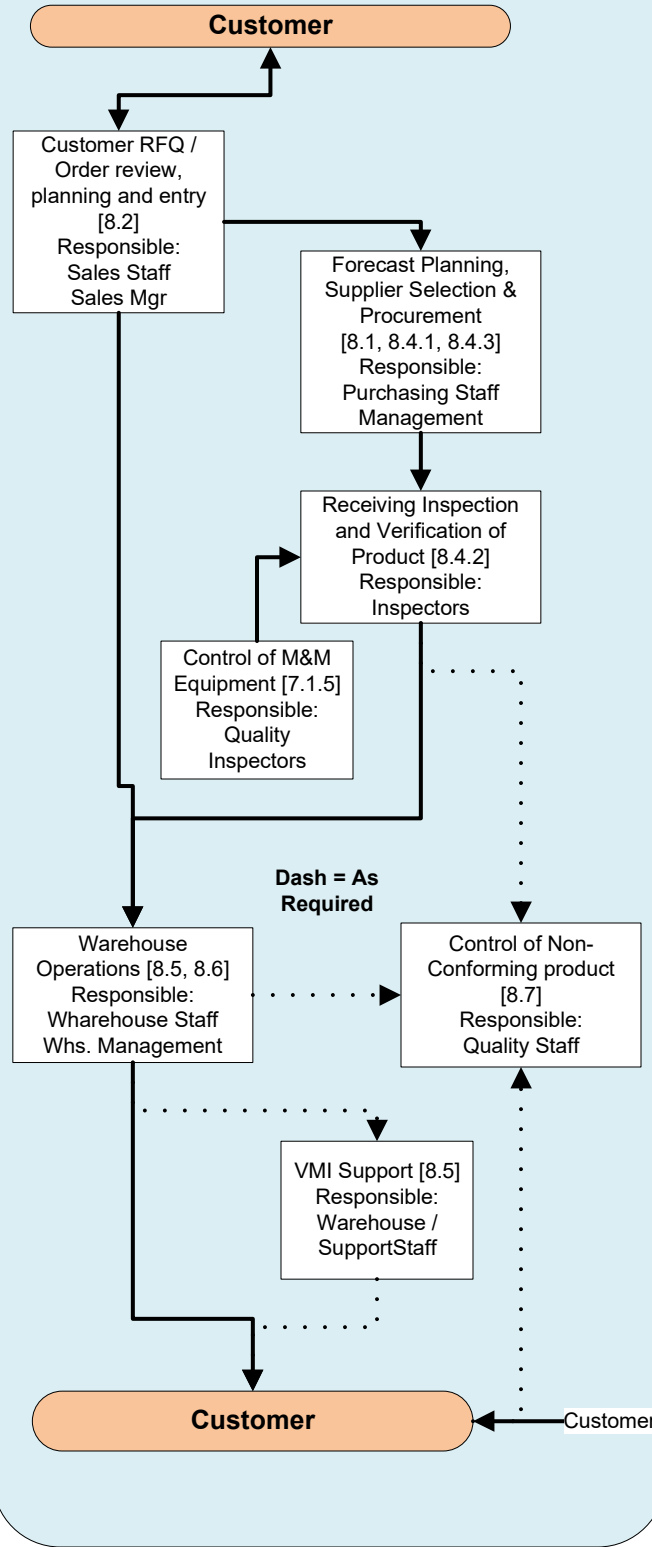 Customer
Customer RFQ /
Order review,
planning and entry
[8.2]
Responsible:
Sales Staff
Sales Mgr
Forecast Planning,
Supplier Selection &
Procurement
[8.1, 8.4.1, 8.4.3]
Responsible:
Purchasing Staff
Management
Receiving Inspection
and Verification of
Product [8.4.2]
Responsible:
Inspectors
Control of M&M
Equipment [7.1.5]
Responsible:
Quality
Inspectors
Dash = As
Required
Warehouse
Operations [8.5, 8.6]
Responsible:
Wharehouse Staff
Whs. Management
Control of Non-
Conforming product
[8.7]
Responsible:
Quality Staff
VMI Support [8.5]
Responsible:
Warehouse /
SupportStaff
Customer
Customer